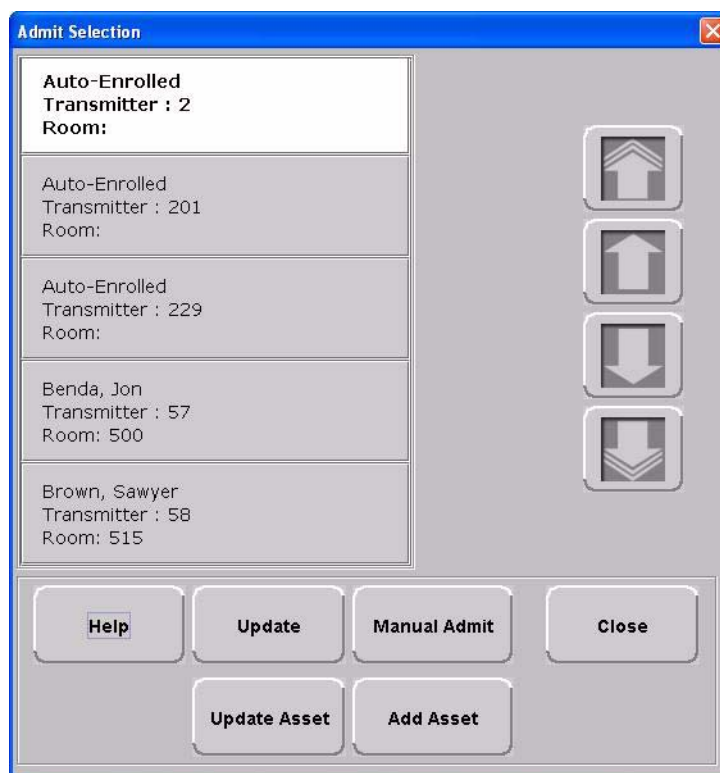 Admit Selection
Auto-Enrolled
Transmitter : 2
Room:
Auto-Enrolled
Transmitter : 201
Room:
Auto-Enrolled
Transmitter : 229
Room:
Benda, Jon
Transmitter : 57
Room: 500
Brown, Sawyer
Transmitter : 58
Room: 515
Help Update Manual Admit Close
Update Asset Add Asset